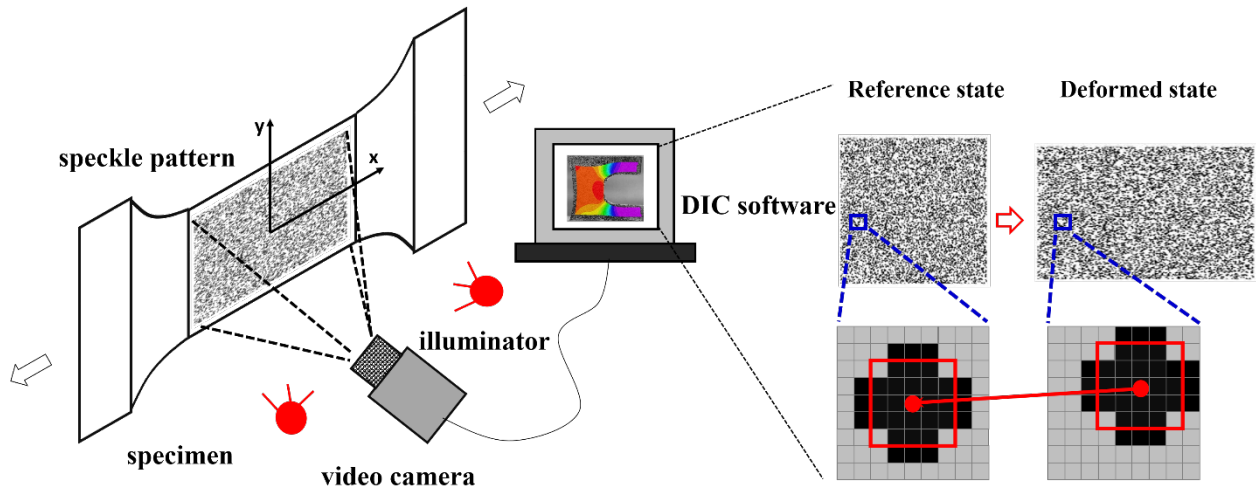 speckle pattern
y
x
specimen
illuminator
video camera
DIC software
Reference state
Deformed state